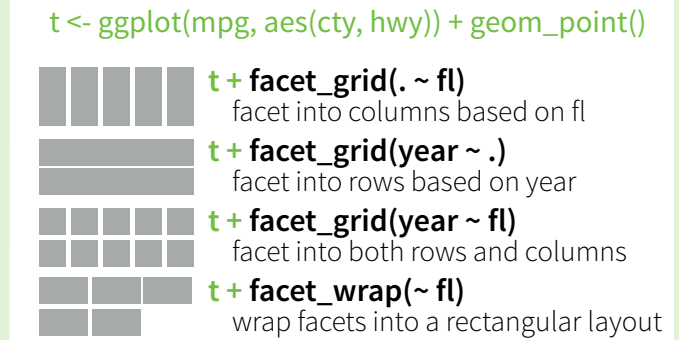 t <- ggplot(mpg, aes(cty, hwy)) + geom_point()
t + facet_grid(. ~ fl)
facet into columns based on fl
t + facet_grid(year ~ .)
facet into rows based on year
t + facet_grid(year ~ fl)
facet into both rows and columns
t + facet_wrap(~ fl)
wrap facets into a rectangular layout